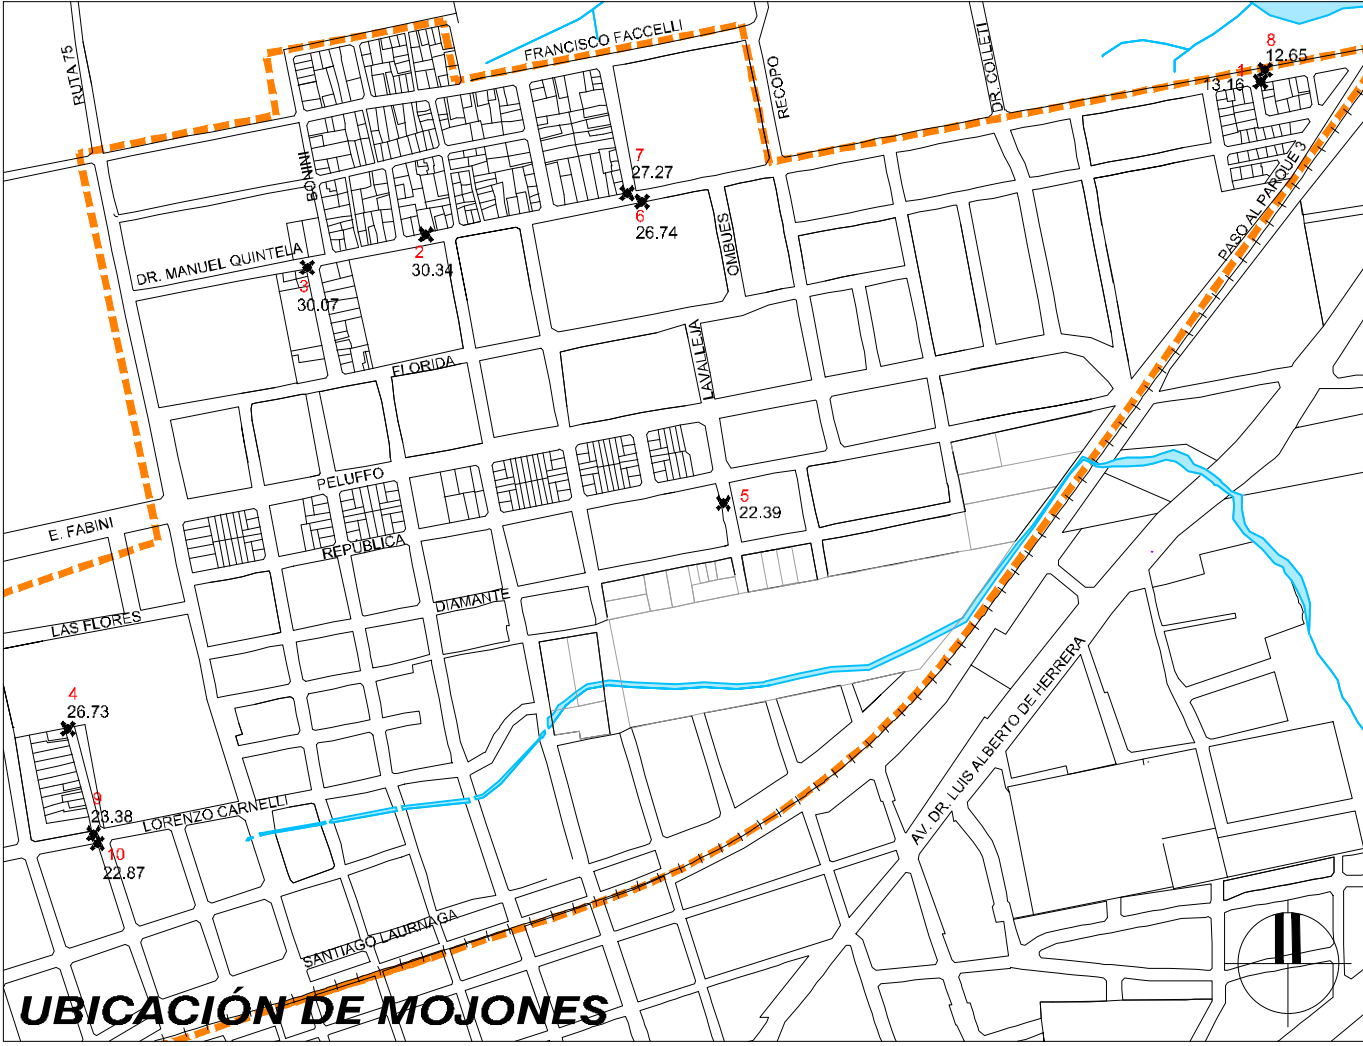 RUTA 75
FRANCISCO FACCELLI
RECOPO
DR. COLLETI
8
12.65
1
13.16
BONINI
7
27.27
6
26.74
OMBUES
PASO AL PARQUE 3
DR. MANUEL QUINTELA
2
30.34
3
30.07
FLORIDA
LAVALLEJA
PELUFFO
5
22.39
E. FABINI
REPUBLICA
DIAMANTE
LAS FLORES
4
26.73
AV. DR. LUIS ALBERTO DE HERRERA
9
23.38
LORENZO CARNELLI
10
22.87
SANTIAGO LAURNAGA
UBICACIÓN DE MOJONES